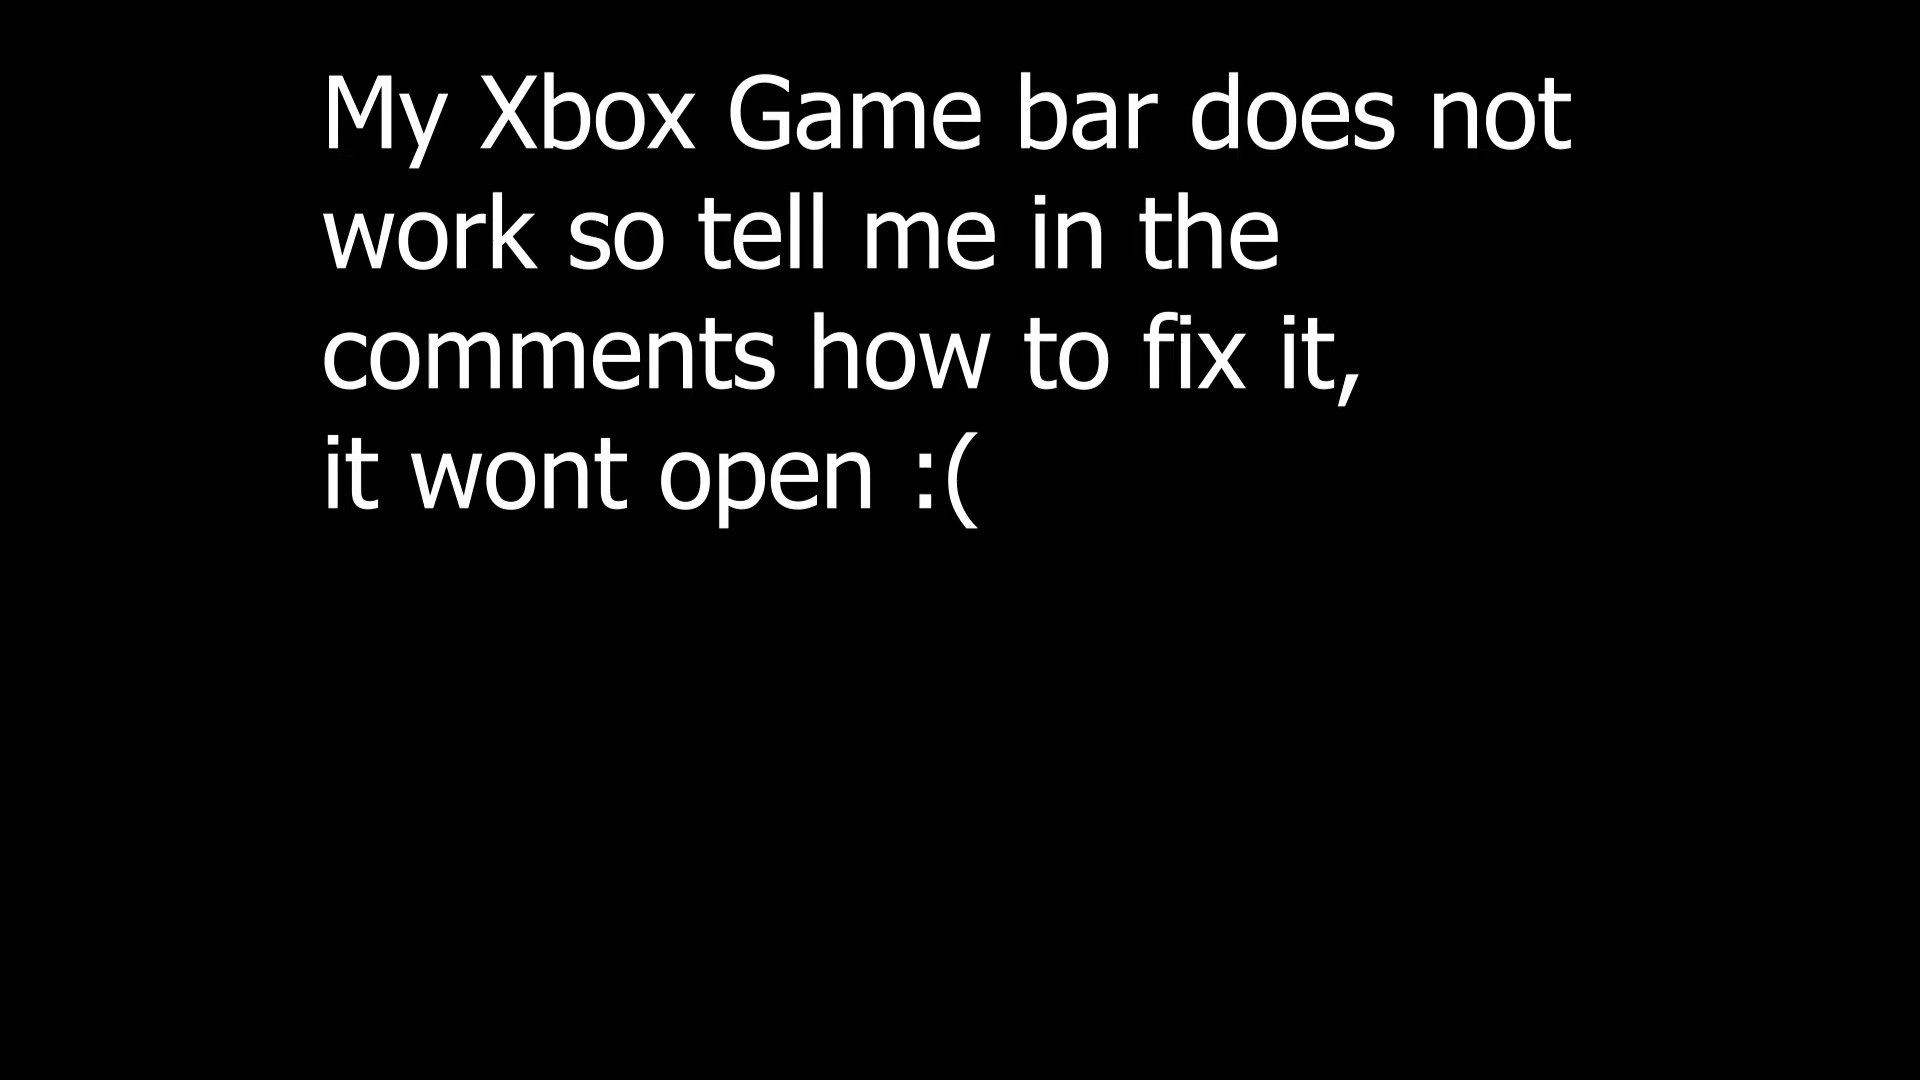 My Xbox Game bar does not
work so tell me in the
comments how to fix it,
it wont open :(